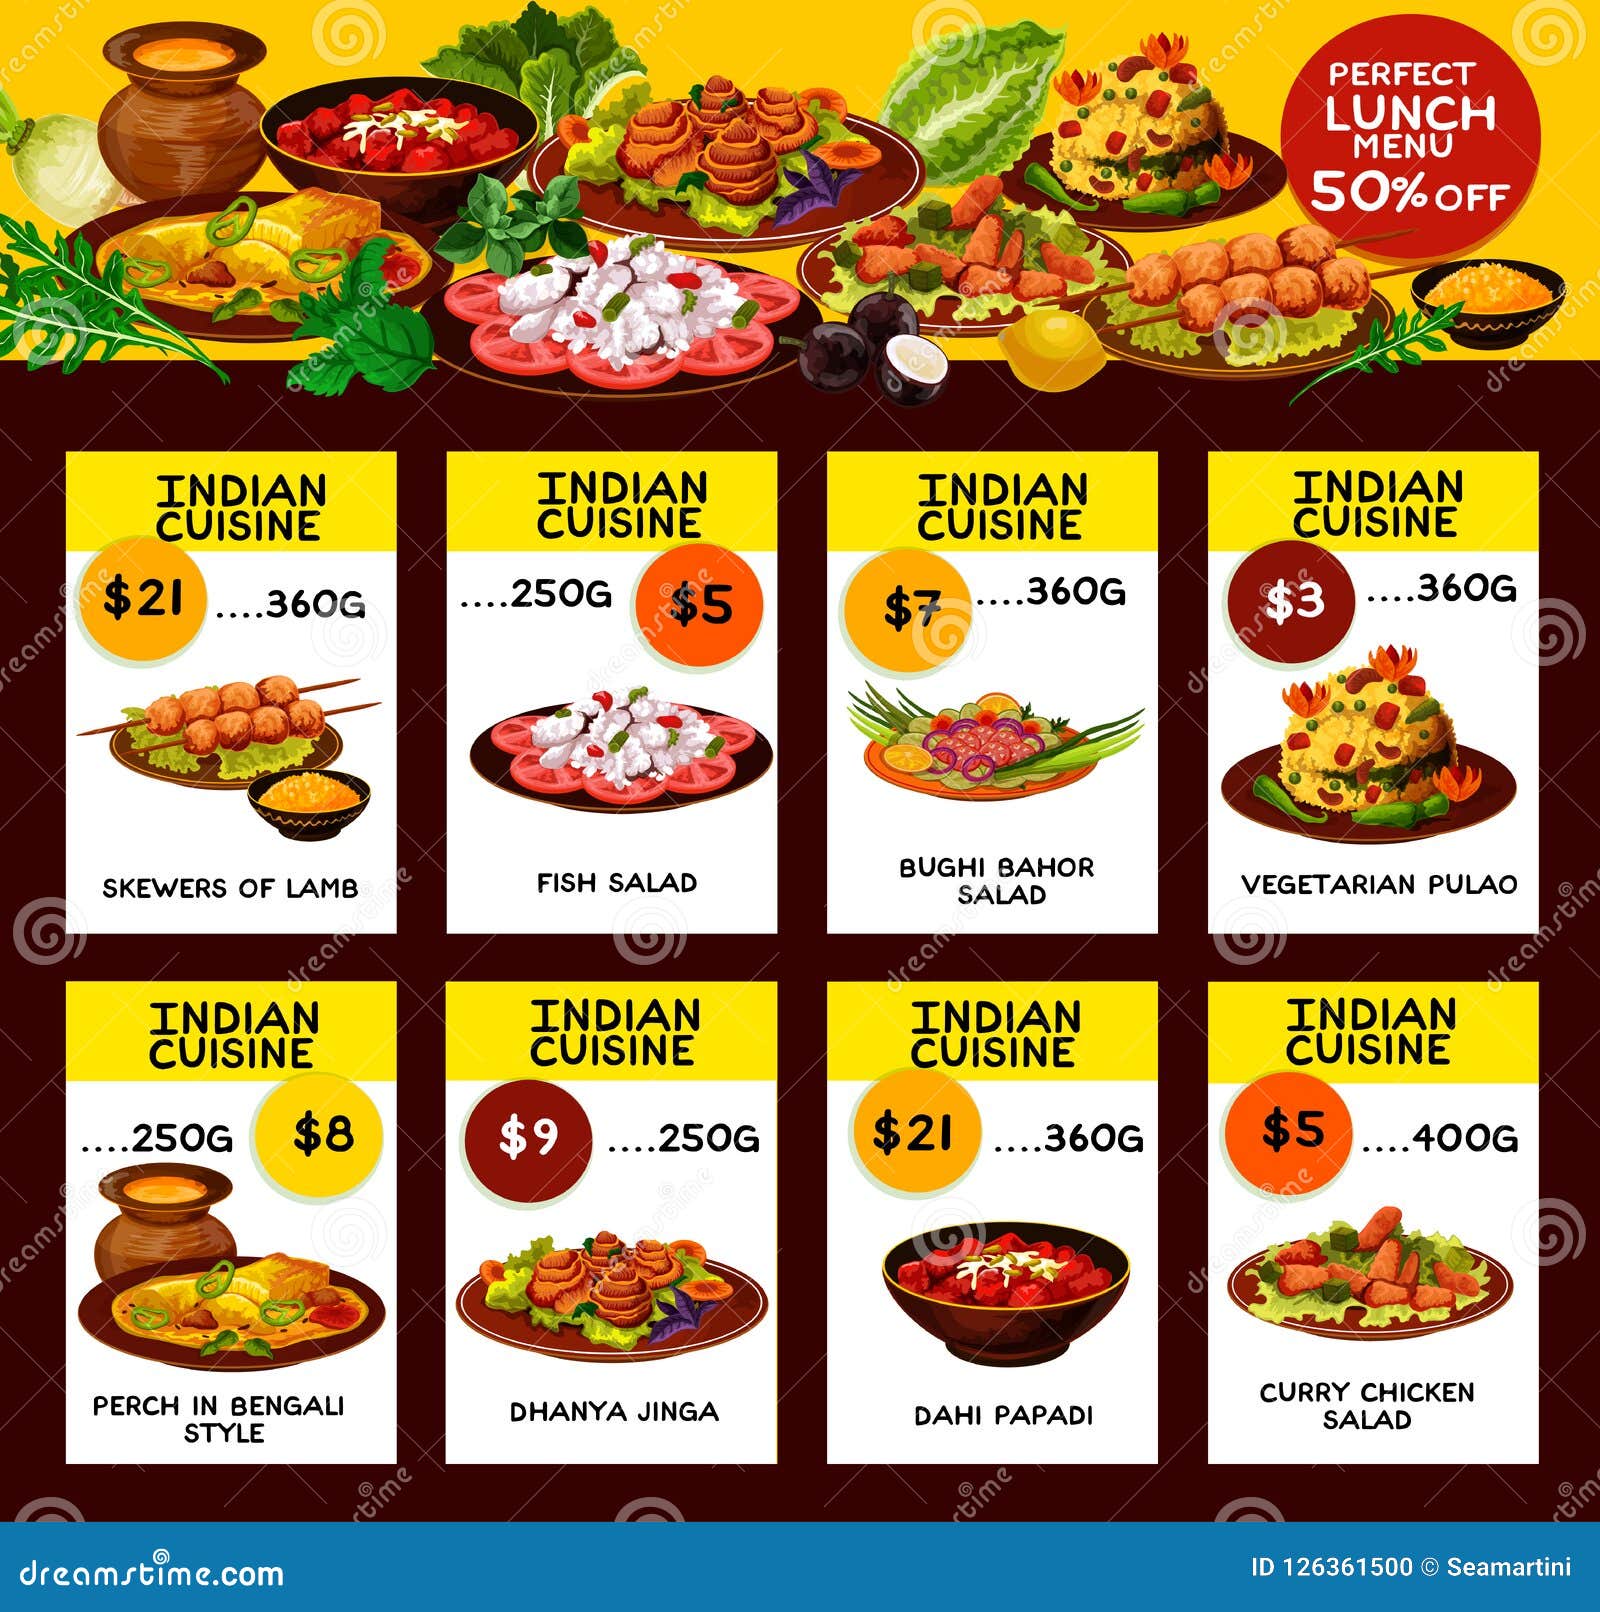 PERFECT
LUNCH
MENU
50% OFF
INDIAN
CUISINE
$21 ....360G
SKEWERS OF LAMB
INDIAN
CUISINE
....250G $5
FISH SALAD
INDIAN
CUISINE
$7 ....360G
BUGHI BAHOR
SALAD
INDIAN
CUISINE
$3 ....360G
VEGETARIAN PULAO
INDIAN
CUISINE
....250G $8
PERCH IN BENGALI
STYLE
INDIAN
CUISINE
$9 ....250G
DHANYA JINGA
INDIAN
CUISINE
$21 ....360G
DAHI PAPADI
INDIAN
CUISINE
$5 ....400G
CURRY CHICKEN
SALAD
dreamstime.com
ID 126361500 © Seamartini